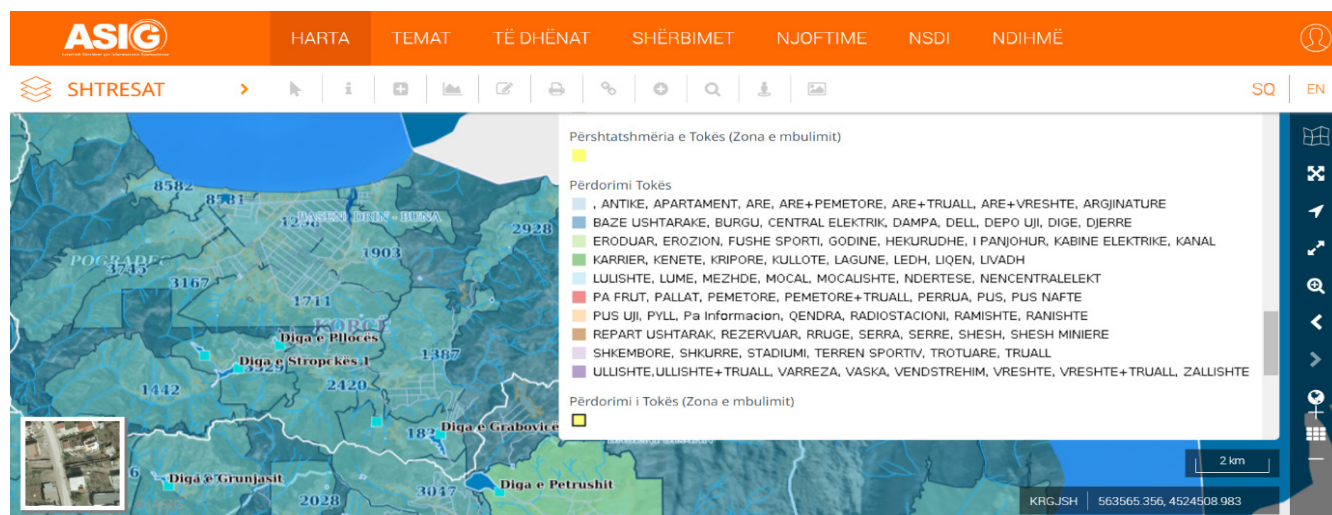 ASIG
HARTA TEMAT TË DHËNAT SHËRBIMET NJOFTIME NSDI NDIHMË
SHTRESAT
SQ EN
Përshtatshmëria e Tokës (Zona e mbulimit)
Përdorimi Tokës
, ANTIKE, APARTAMENT, ARE, ARE+PEMETORE, ARE+TRUALL, ARE+VRESHTE, ARGJINATURE
BAZE USHTARAKE, BURGU, CENTRAL ELEKTRIK, DAMPA, DELL, DEPO UJI, DIGE, DJERRE
ERODUAR, EROZION, FUSHE SPORTI, GODINE, HEKURUDHE, I PANJOHUR, KABINE ELEKTRIKE, KANAL
KARRIER, KENETE, KRIPORE, KULLOTE, LAGUNE, LEDH, LIQEN, LIVADH
LULISHTE, LUME, MEZHDE, MOCAL, MOCALISHTE, NDERTESE, NENCENTRALELEKT
PA FRUT, PALLAT, PEMETORE, PEMETORE+TRUALL, PERRUA, PUS, PUS NAFTE
PUS UJI, PYLL, Pa Informacion, QENDRA, RADIOSTACIONI, RAMISHTE, RANISHTE
REPART USHTARAK, REZERVUAR, RRUGE, SERRA, SERRE, SHESH, SHESH MINIERE
SHKEMBORE, SHKURRE, STADIUMI, TERREN SPORTIV, TROTUARE, TRUALL
ULLISHTE,ULLISHTE+TRUALL, VARREZA, VASKA, VENDSTREHIM, VRESHTE, VRESHTE+TRUALL, ZALLISHTE
Përdorimi i Tokës (Zona e mbulimit)
8582
BASENI DRIN - BUNA
2928
1903
POGRADEC
3745
3167
1711
KORÇË
Diga e Pllocës
1387
Diga e Stropckës 1
3929
1442
2420
Diga e Grabovicë
Diga e Grunjasit
3047
Diga e Petrushit
2028
2 km
KRGJSH 563565.356, 4524508.983